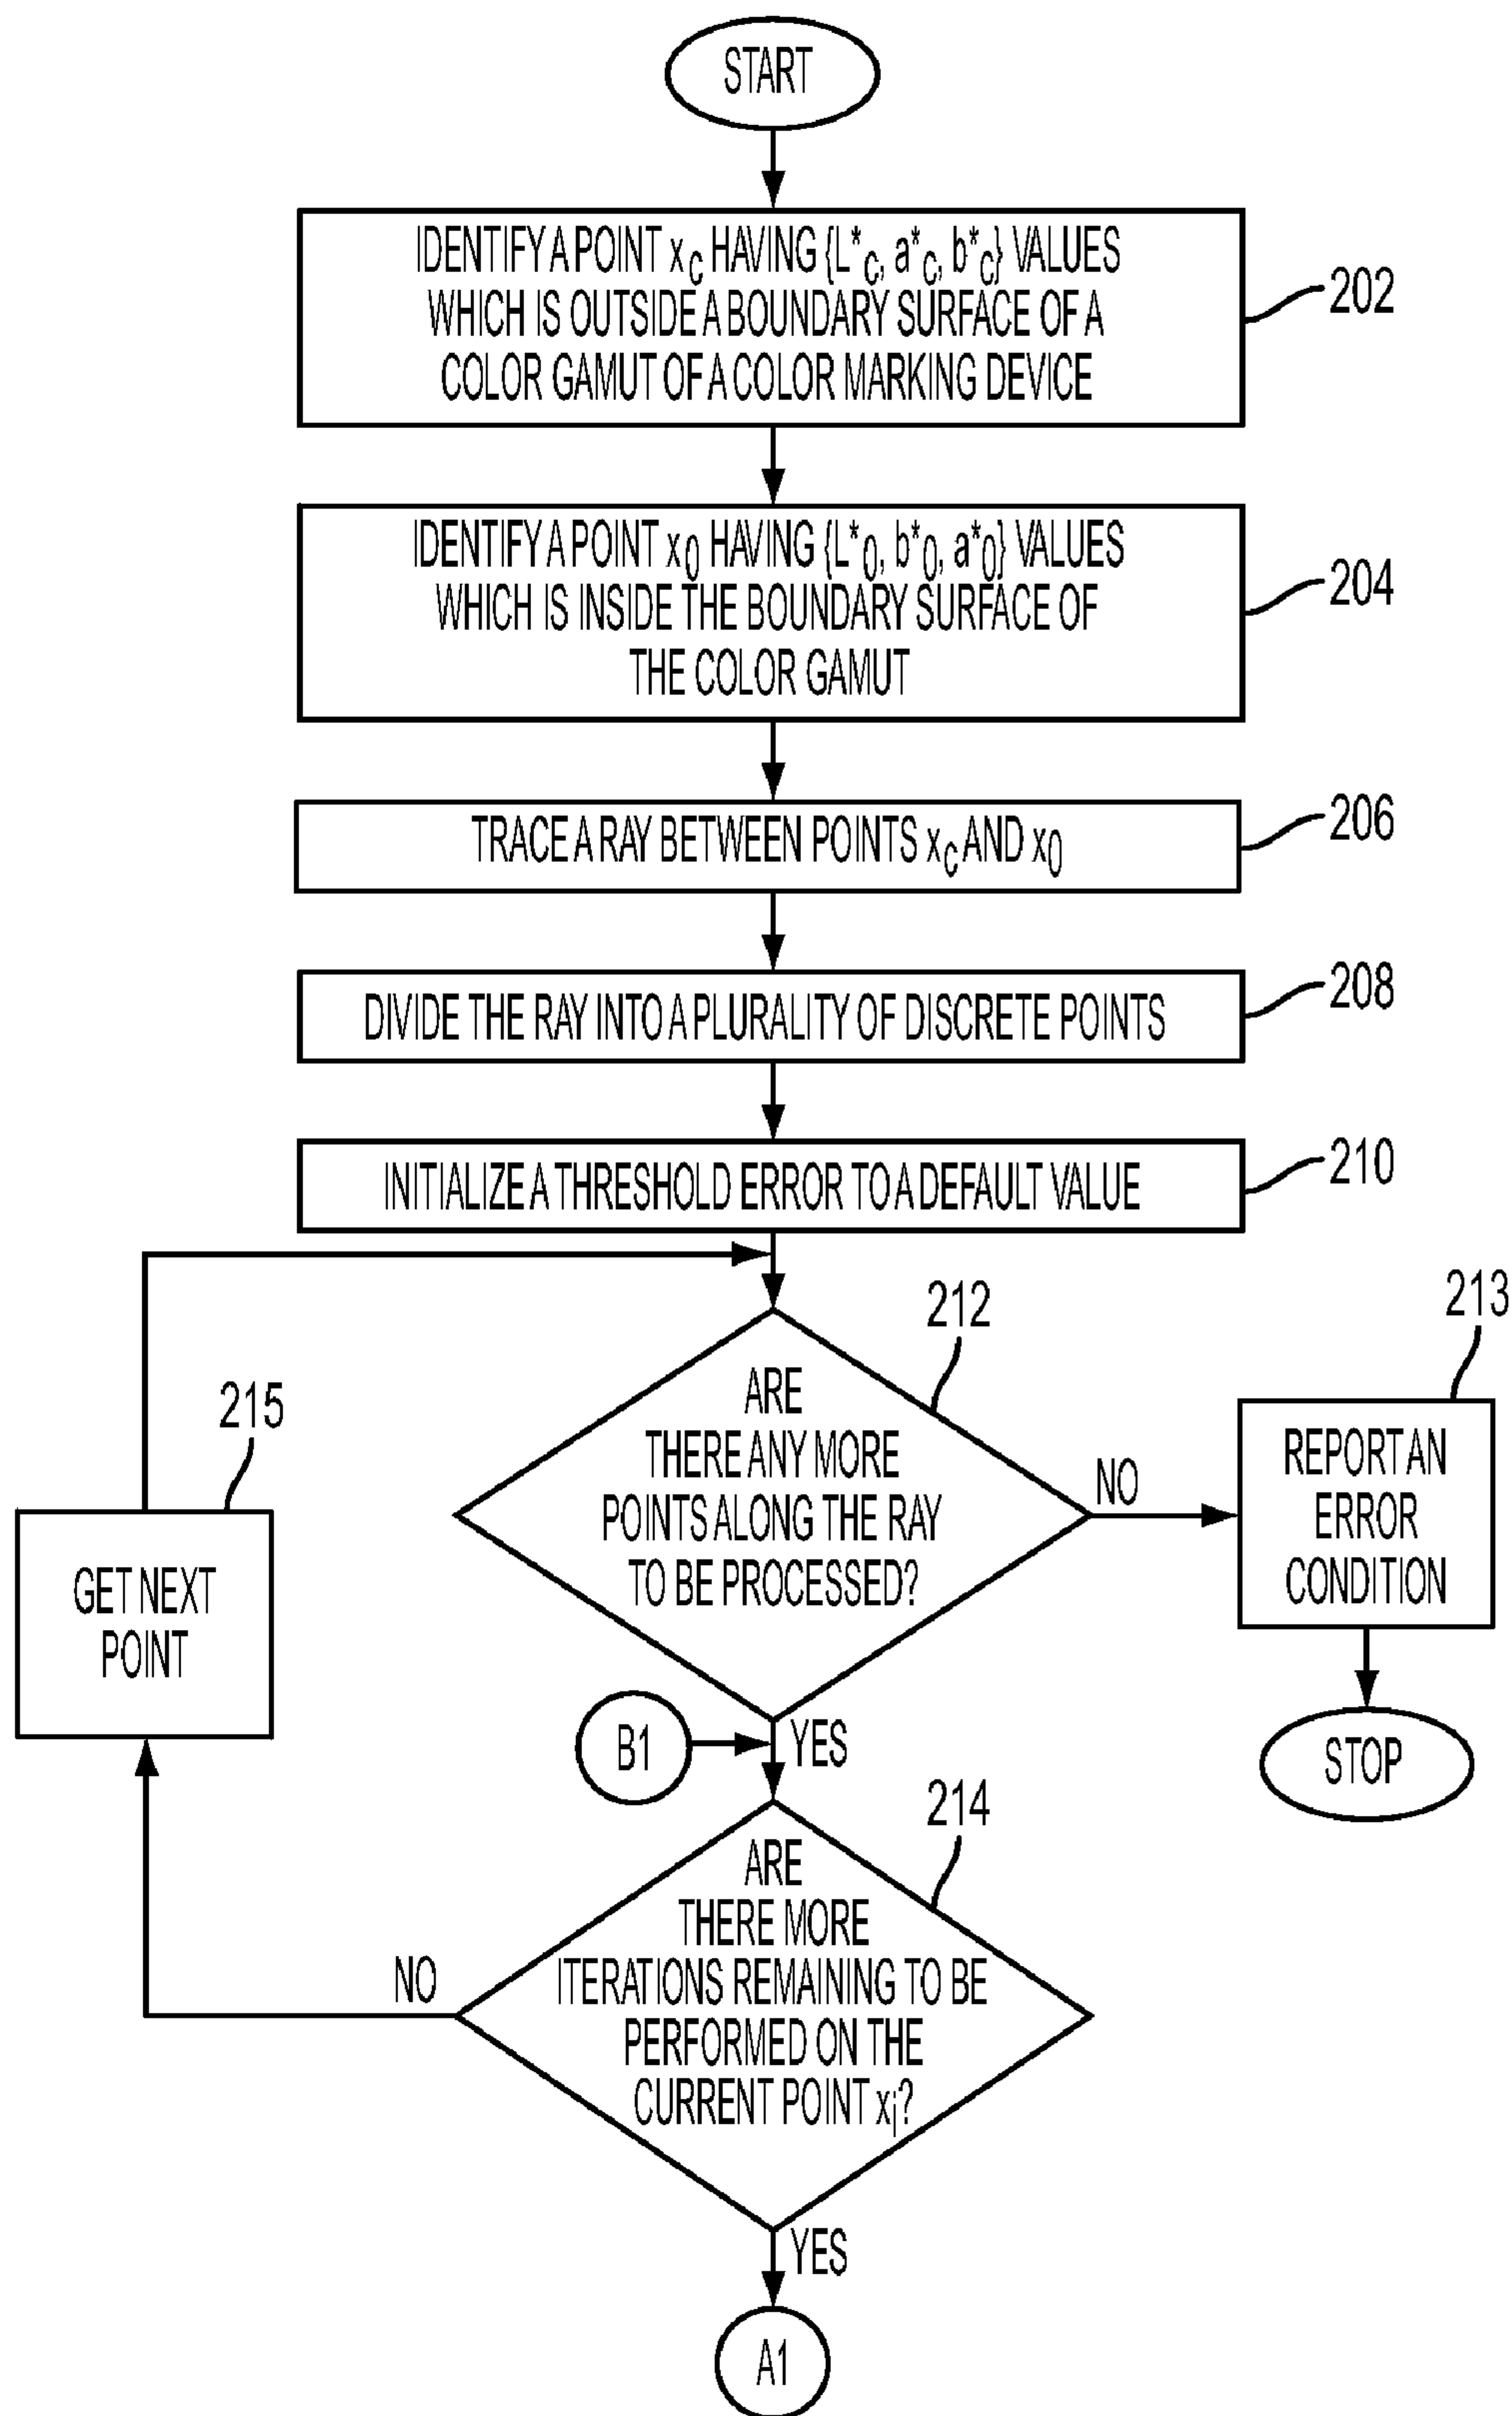 START
IDENTIFY A POINT xc HAVING {L*c, a*c, b*c} VALUES
WHICH IS OUTSIDE A BOUNDARY SURFACE OF A
COLOR GAMUT OF A COLOR MARKING DEVICE
202
IDENTIFY A POINT x0 HAVING {L*0, b*0, a*0} VALUES
WHICH IS INSIDE THE BOUNDARY SURFACE OF
THE COLOR GAMUT
204
TRACE A RAY BETWEEN POINTS xc AND x0
206
DIVIDE THE RAY INTO A PLURALITY OF DISCRETE POINTS
208
INITIALIZE A THRESHOLD ERROR TO A DEFAULT VALUE
210
212
ARE
THERE ANY MORE
POINTS ALONG THE RAY
TO BE PROCESSED?
NO
213
REPORT AN
ERROR
CONDITION
STOP
215
GET NEXT
POINT
B1
YES
214
ARE
THERE MORE
ITERATIONS REMAINING TO BE
PERFORMED ON THE
CURRENT POINT xi?
NO
YES
A1